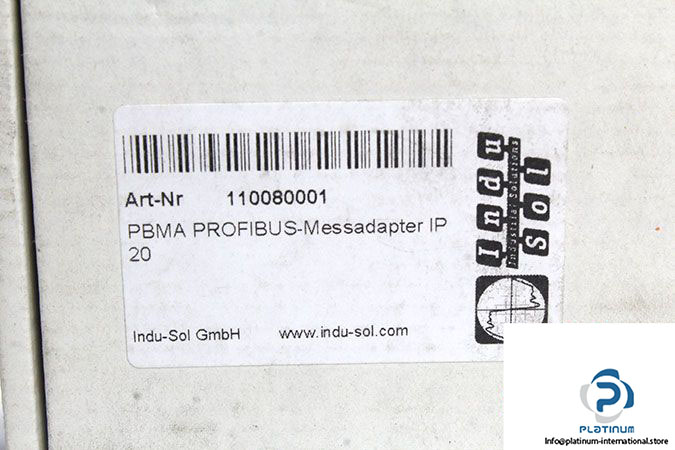 Art-Nr 110080001
PBMA PROFIBUS-Messadapter IP
20
Indu-Sol GmbH www.indu-sol.com
Indu
Industrial Solutions
Sol
PLATINUM
Info@platinum-international.store